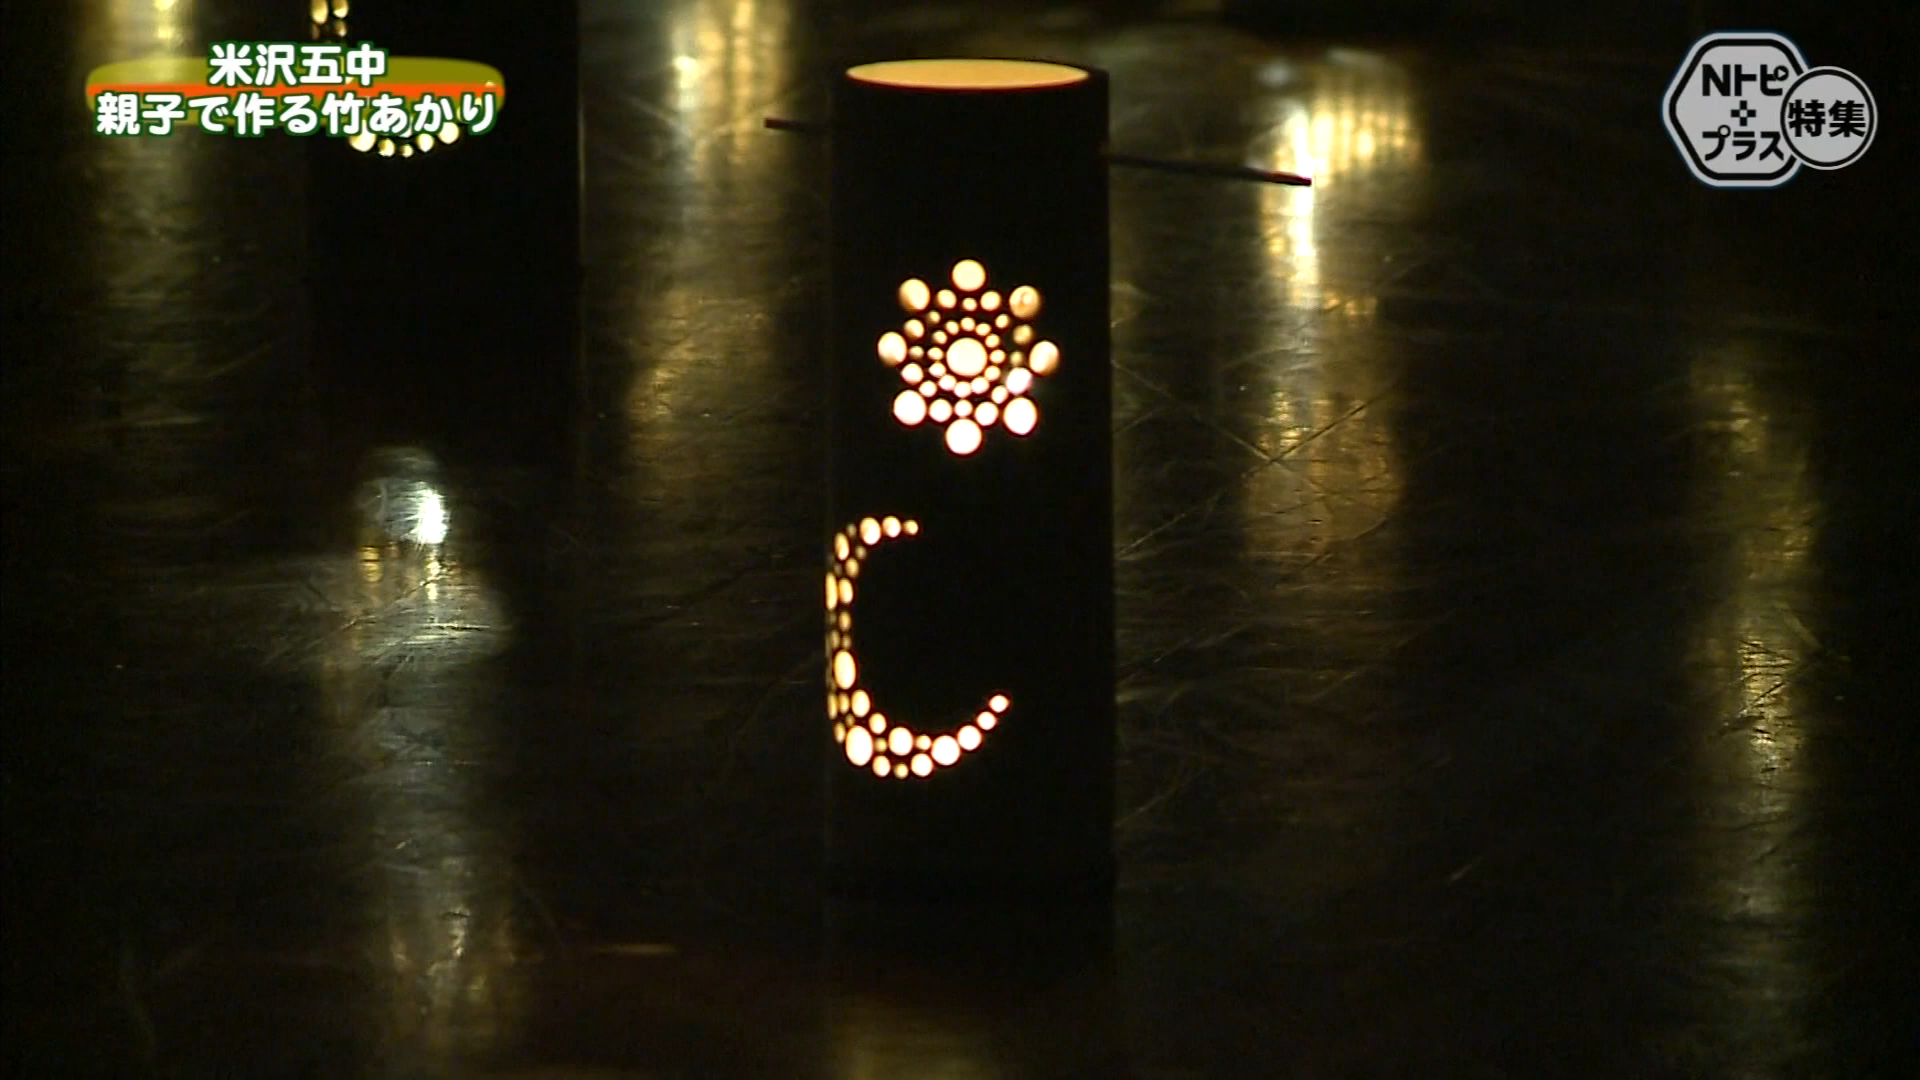 米沢五中
親子で作る竹あかり
Nトピ
+
プラス
特集